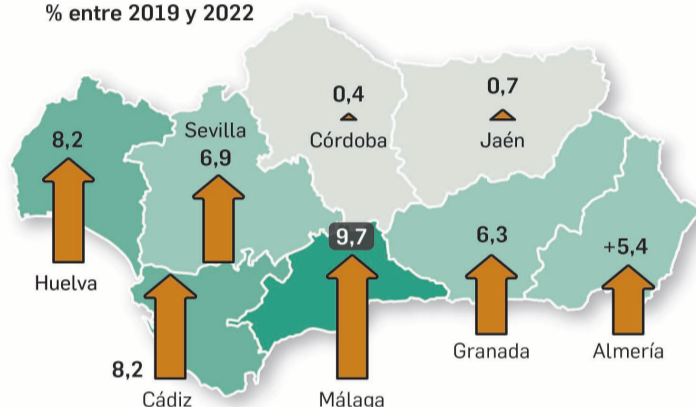 % entre 2019 y 2022
0,4
Córdoba
0,7
Jaén
8,2
Huelva
Sevilla
6,9
9,7
Málaga
6,3
Granada
+5,4
Almería
8,2
Cádiz